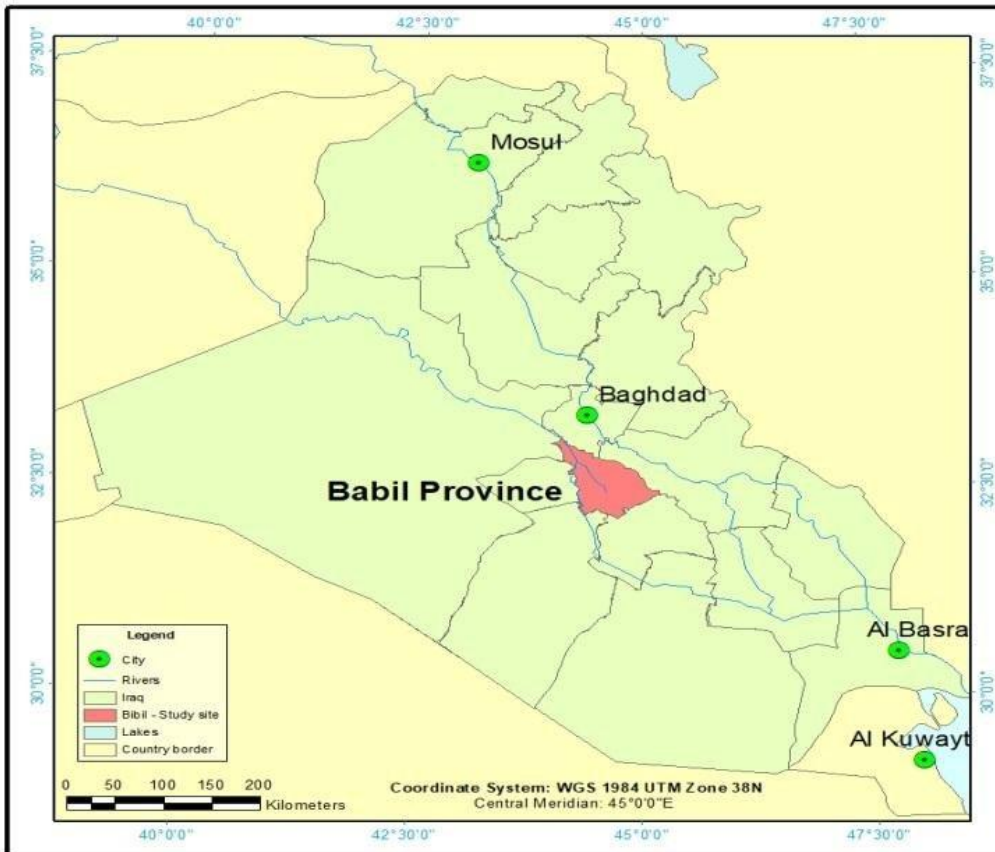 40°0'0" 42°30'0" 45°0'0" 47°30'0"
37°30'0"
37°30'0"
Mosul
35°0'0"
35°0'0"
Baghdad
32°30'0"
32°30'0"
Babil Province
Legend
City
Rivers
Iraq
Bibil - Study site
Lakes
Country border
Al Basra
30°0'0"
30°0'0"
Al Kuwayt
0 50 100 150 200
Kilometers
Coordinate System: WGS 1984 UTM Zone 38N
Central Meridian: 45°0'0"E
40°0'0" 42°30'0" 45°0'0" 47°30'0"